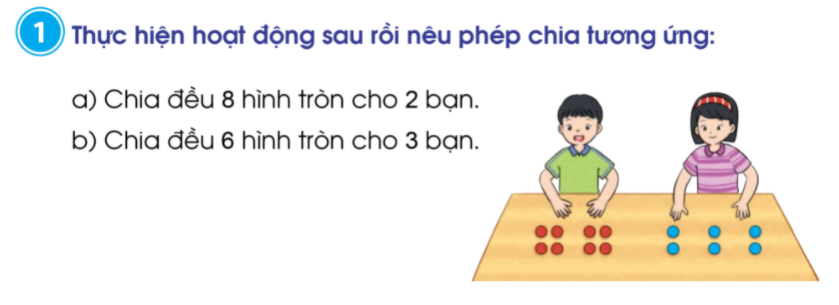 1 Thực hiện hoạt động sau rồi nêu phép chia tương ứng:
a) Chia đều 8 hình tròn cho 2 bạn.
b) Chia đều 6 hình tròn cho 3 bạn.